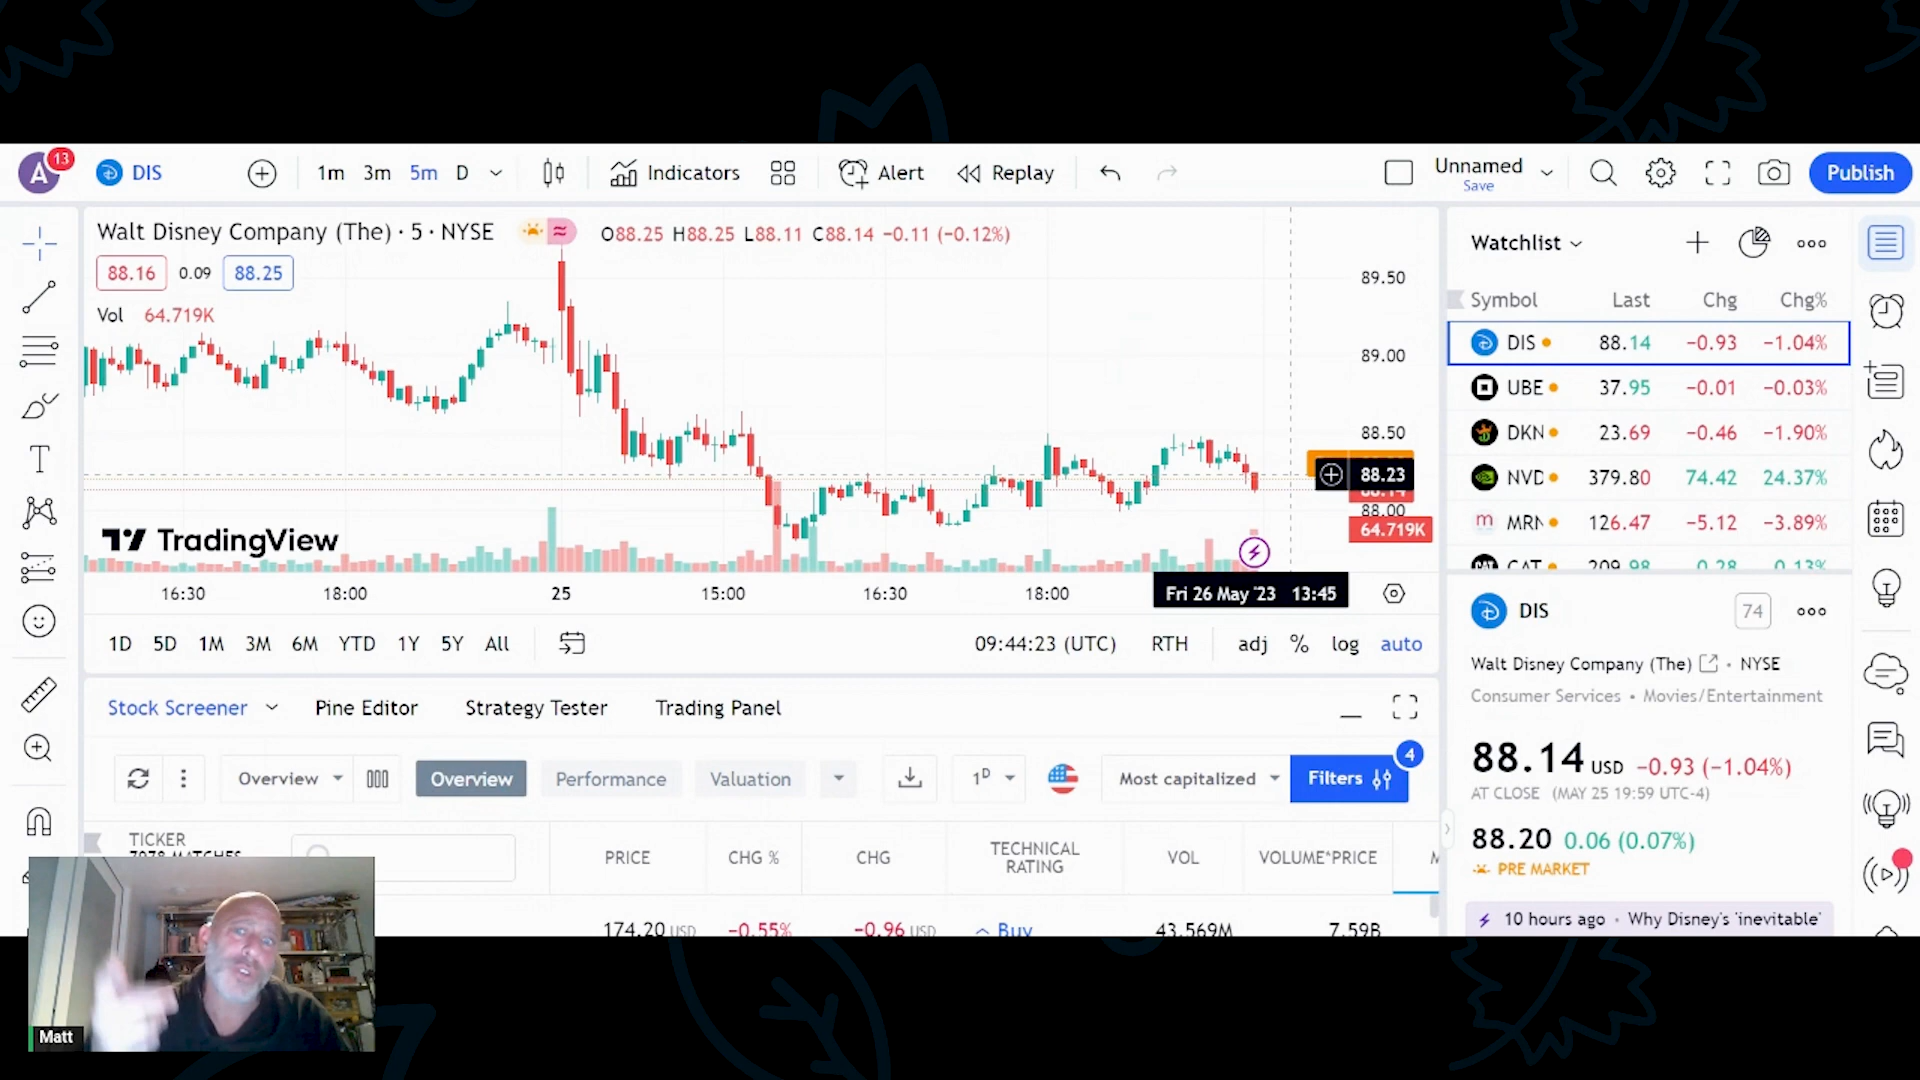 A 13 DIS 1m 3m 5m D Indicators Alert Replay Unnamed Save Publish
Walt Disney Company (The) · 5 · NYSE O88.25 H88.25 L88.11 C88.14 −0.11 (−0.12%)
88.16 0.09 88.25
Vol 64.719K
89.50
89.00
88.50
88.23
88.00
64.719K
TradingView
16:30 18:00 25 15:00 16:30 18:00 Fri 26 May '23 13:45
1D 5D 1M 3M 6M YTD 1Y 5Y All 09:44:23 (UTC) RTH adj % log auto
Stock Screener Pine Editor Strategy Tester Trading Panel
Overview Overview Performance Valuation 1D Most capitalized Filters 4
TICKER PRICE CHG % CHG TECHNICAL RATING VOL VOLUME*PRICE
174.20 USD −0.55% −0.96 USD Buy 43.569M 7.59B
Matt
Watchlist
Symbol Last Chg Chg%
DIS 88.14 −0.93 −1.04%
UBE 37.95 −0.01 −0.03%
DKN 23.69 −0.46 −1.90%
NVD 379.80 74.42 24.37%
MRN 126.47 −5.12 −3.89%
CAT 209.98 0.28 0.13%
DIS 74
Walt Disney Company (The) · NYSE
Consumer Services • Movies/Entertainment
88.14 USD −0.93 (−1.04%)
AT CLOSE (MAY 25 19:59 UTC-4)
88.20 0.06 (0.07%)
PRE MARKET
10 hours ago · Why Disney's 'inevitable'